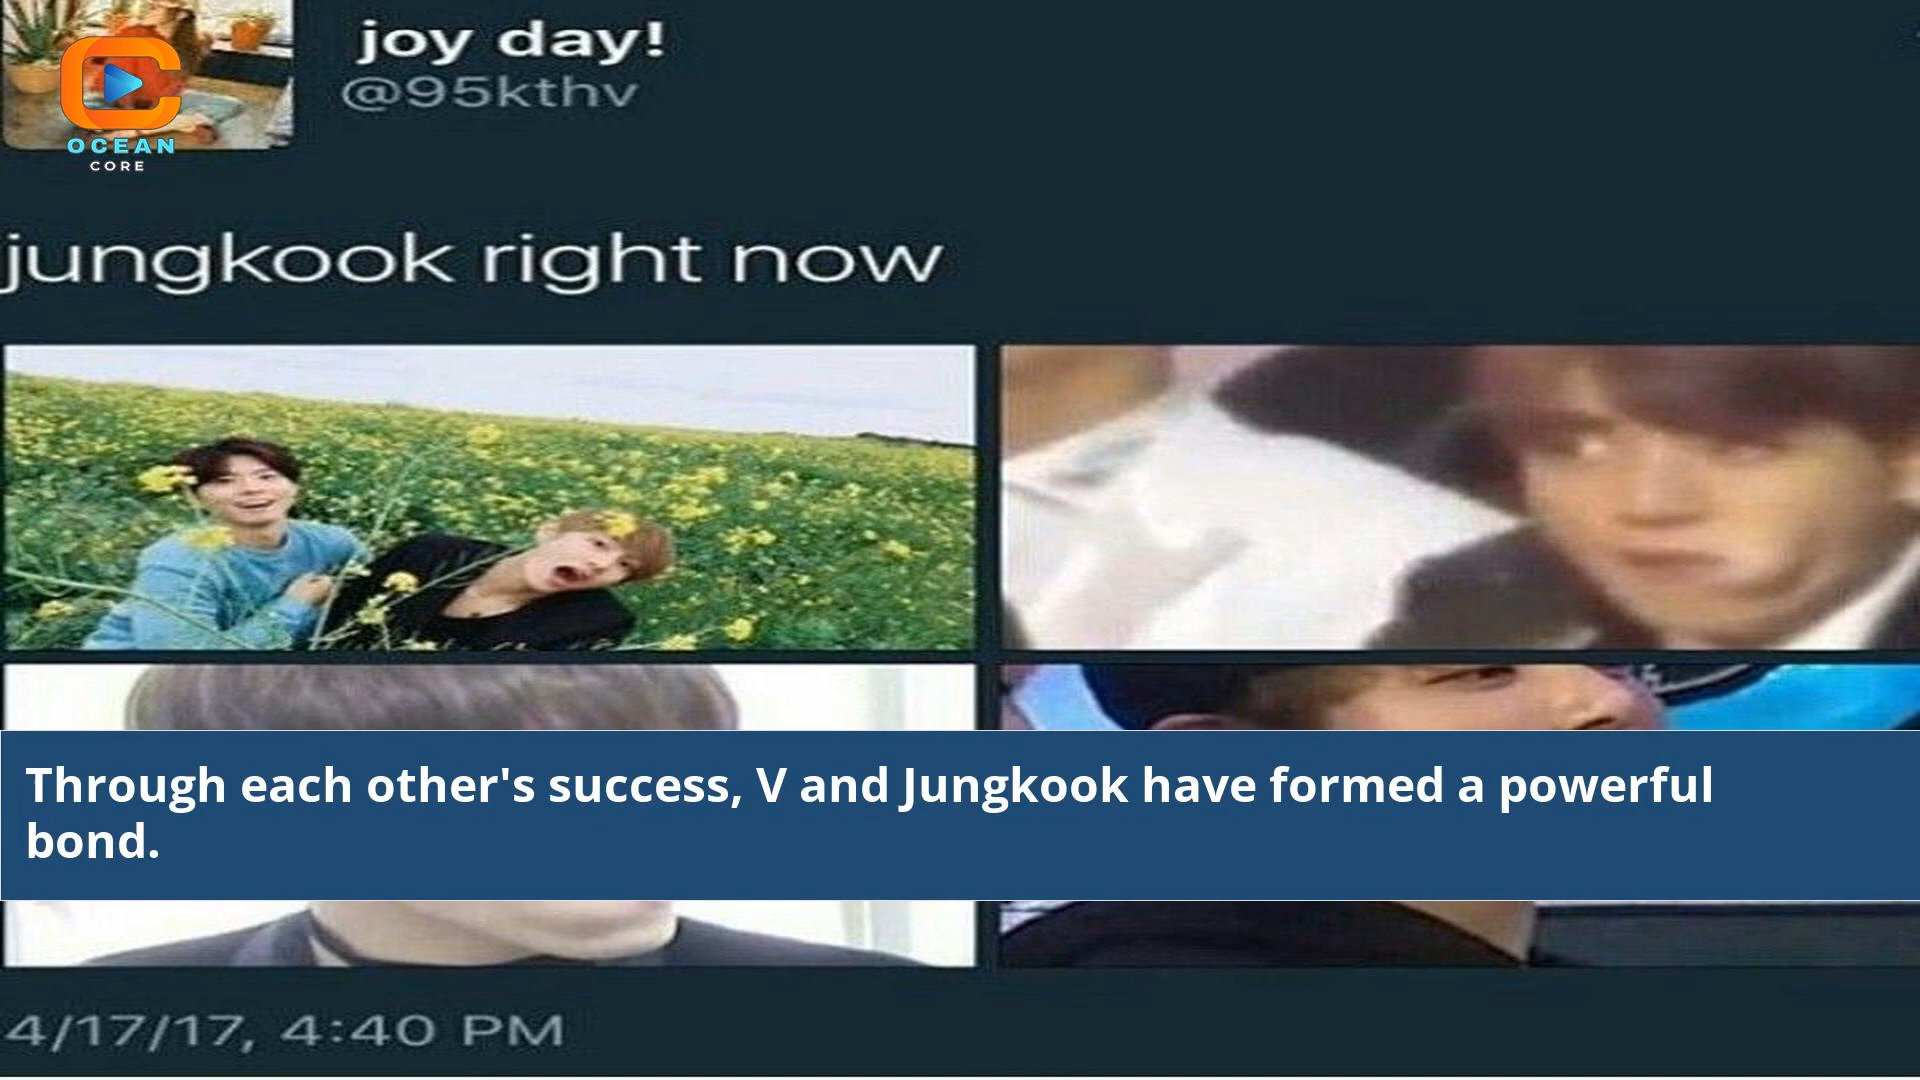 joy day!
@95kthv
OCEAN
CORE
jungkook right now
Through each other's success, V and Jungkook have formed a powerful
bond.
4/17/17, 4:40 PM